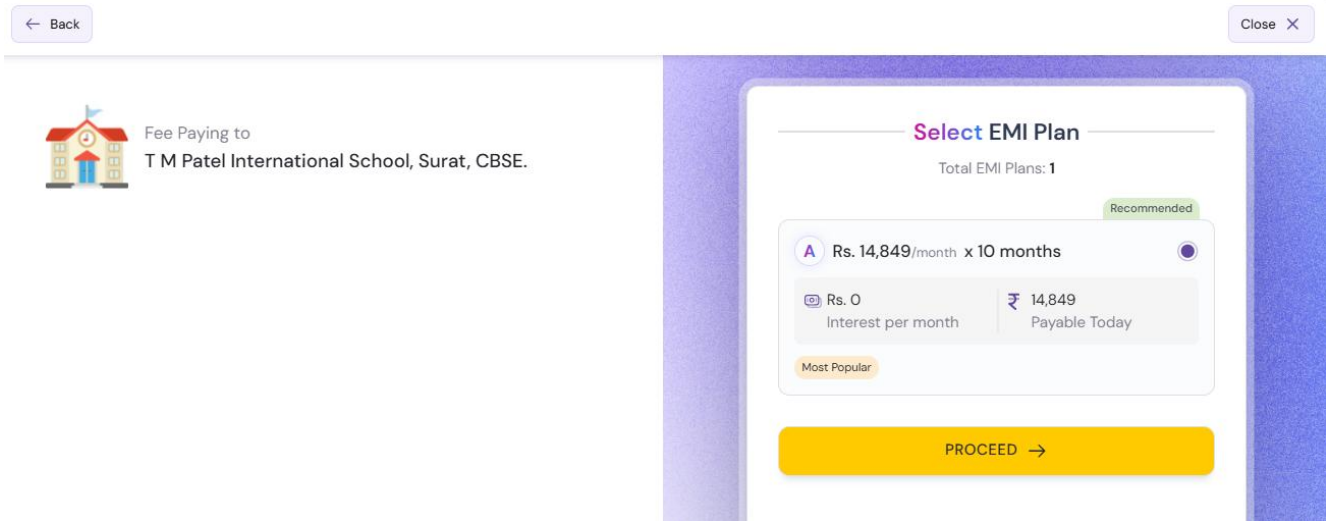 ← Back
Close ×
Fee Paying to
T M Patel International School, Surat, CBSE.
Select EMI Plan
Total EMI Plans: 1
Recommended
A Rs. 14,849/month x 10 months
Rs. 0
Interest per month
₹ 14,849
Payable Today
Most Popular
PROCEED →